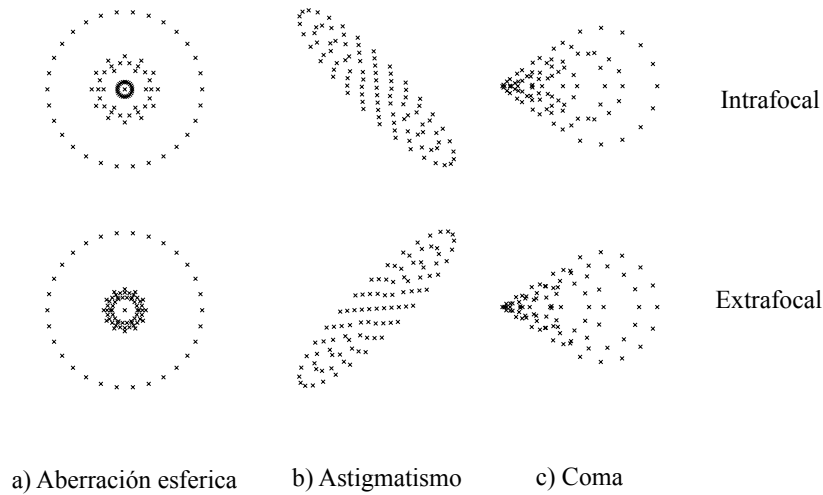 Intrafocal
Extrafocal
a) Aberración esferica b) Astigmatismo c) Coma